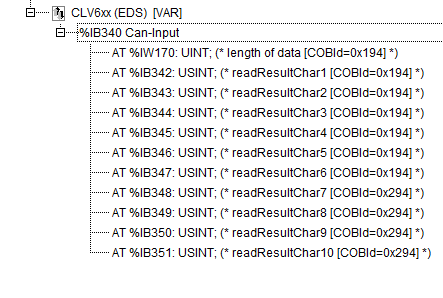 CLV6xx (EDS) [VAR]
%IB340 Can-Input
AT %IW170: UINT; (* length of data [COBId=0x194] *)
AT %IB342: USINT; (* readResultChar1 [COBId=0x194] *)
AT %IB343: USINT; (* readResultChar2 [COBId=0x194] *)
AT %IB344: USINT; (* readResultChar3 [COBId=0x194] *)
AT %IB345: USINT; (* readResultChar4 [COBId=0x194] *)
AT %IB346: USINT; (* readResultChar5 [COBId=0x194] *)
AT %IB347: USINT; (* readResultChar6 [COBId=0x194] *)
AT %IB348: USINT; (* readResultChar7 [COBId=0x294] *)
AT %IB349: USINT; (* readResultChar8 [COBId=0x294] *)
AT %IB350: USINT; (* readResultChar9 [COBId=0x294] *)
AT %IB351: USINT; (* readResultChar10 [COBId=0x294] *)